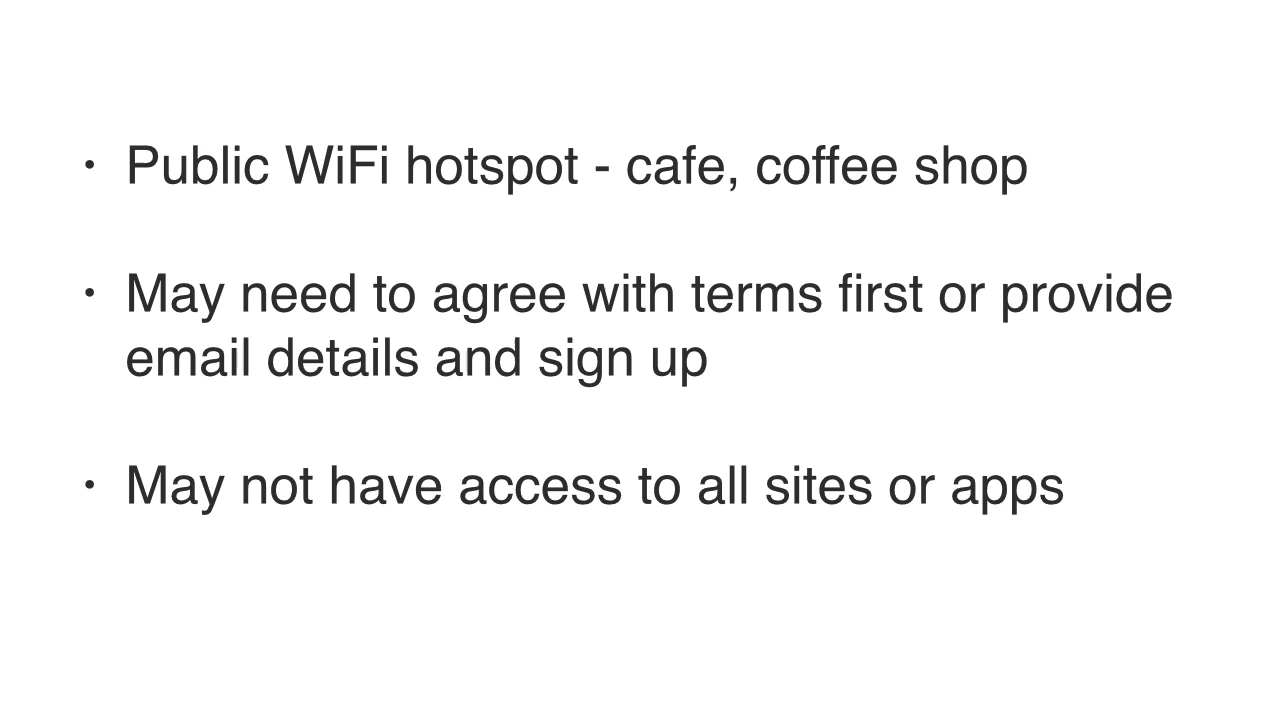 • Public WiFi hotspot - cafe, coffee shop
• May need to agree with terms first or provide
email details and sign up
• May not have access to all sites or apps